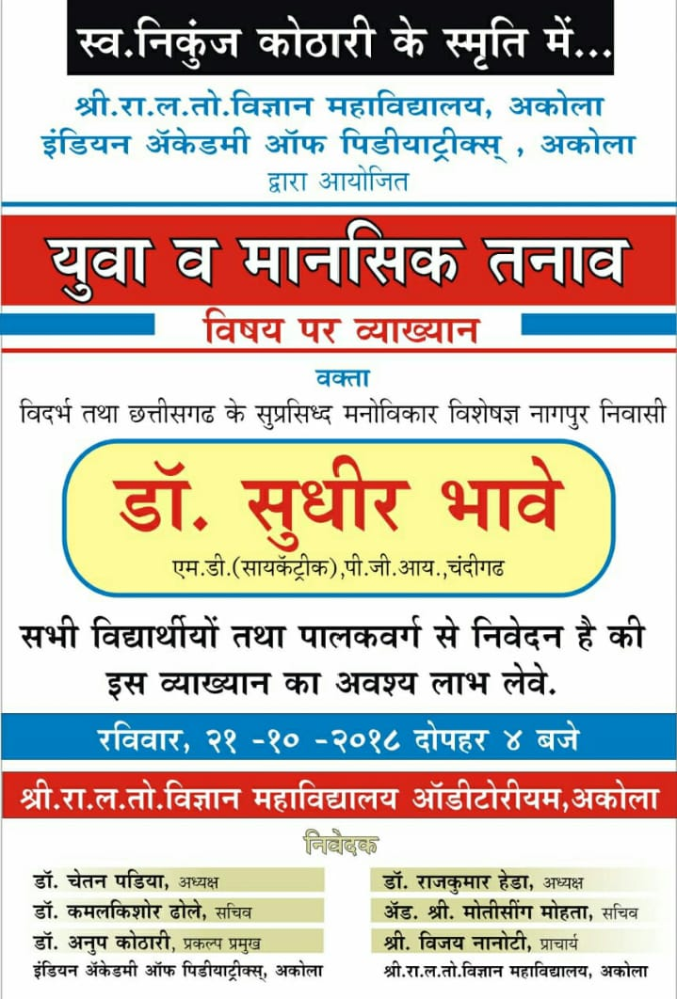 स्व.निकुंज कोठारी के स्मृति में...
श्री.रा.ल.तो.विज्ञान महाविद्यालय, अकोला
इंडियन ॲकेडमी ऑफ पिडीयाट्रीक्स् , अकोला
द्वारा आयोजित
युवा व मानसिक तनाव
विषय पर व्याख्यान
वक्ता
विदर्भ तथा छत्तीसगढ के सुप्रसिध्द मनोविकार विशेषज्ञ नागपुर निवासी
डॉ. सुधीर भावे
एम.डी.(सायकॅट्रीक),पी.जी.आय.,चंदीगढ
सभी विद्यार्थीयों तथा पालकवर्ग से निवेदन है की
इस व्याख्यान का अवश्य लाभ लेवे.
रविवार, २१ -१० -२०१८ दोपहर ४ बजे
श्री.रा.ल.तो.विज्ञान महाविद्यालय ऑडीटोरीयम,अकोला
निवेदक
डॉ. चेतन पडिया, अध्यक्ष
डॉ. कमलकिशोर ढोले, सचिव
डॉ. अनुप कोठारी, प्रकल्प प्रमुख
इंडियन ॲकेडमी ऑफ पिडीयाट्रीक्स्, अकोला
डॉ. राजकुमार हेडा, अध्यक्ष
ॲड. श्री. मोतीसींग मोहता, सचिव
श्री. विजय नानोटी, प्राचार्य
श्री.रा.ल.तो.विज्ञान महाविद्यालय, अकोला